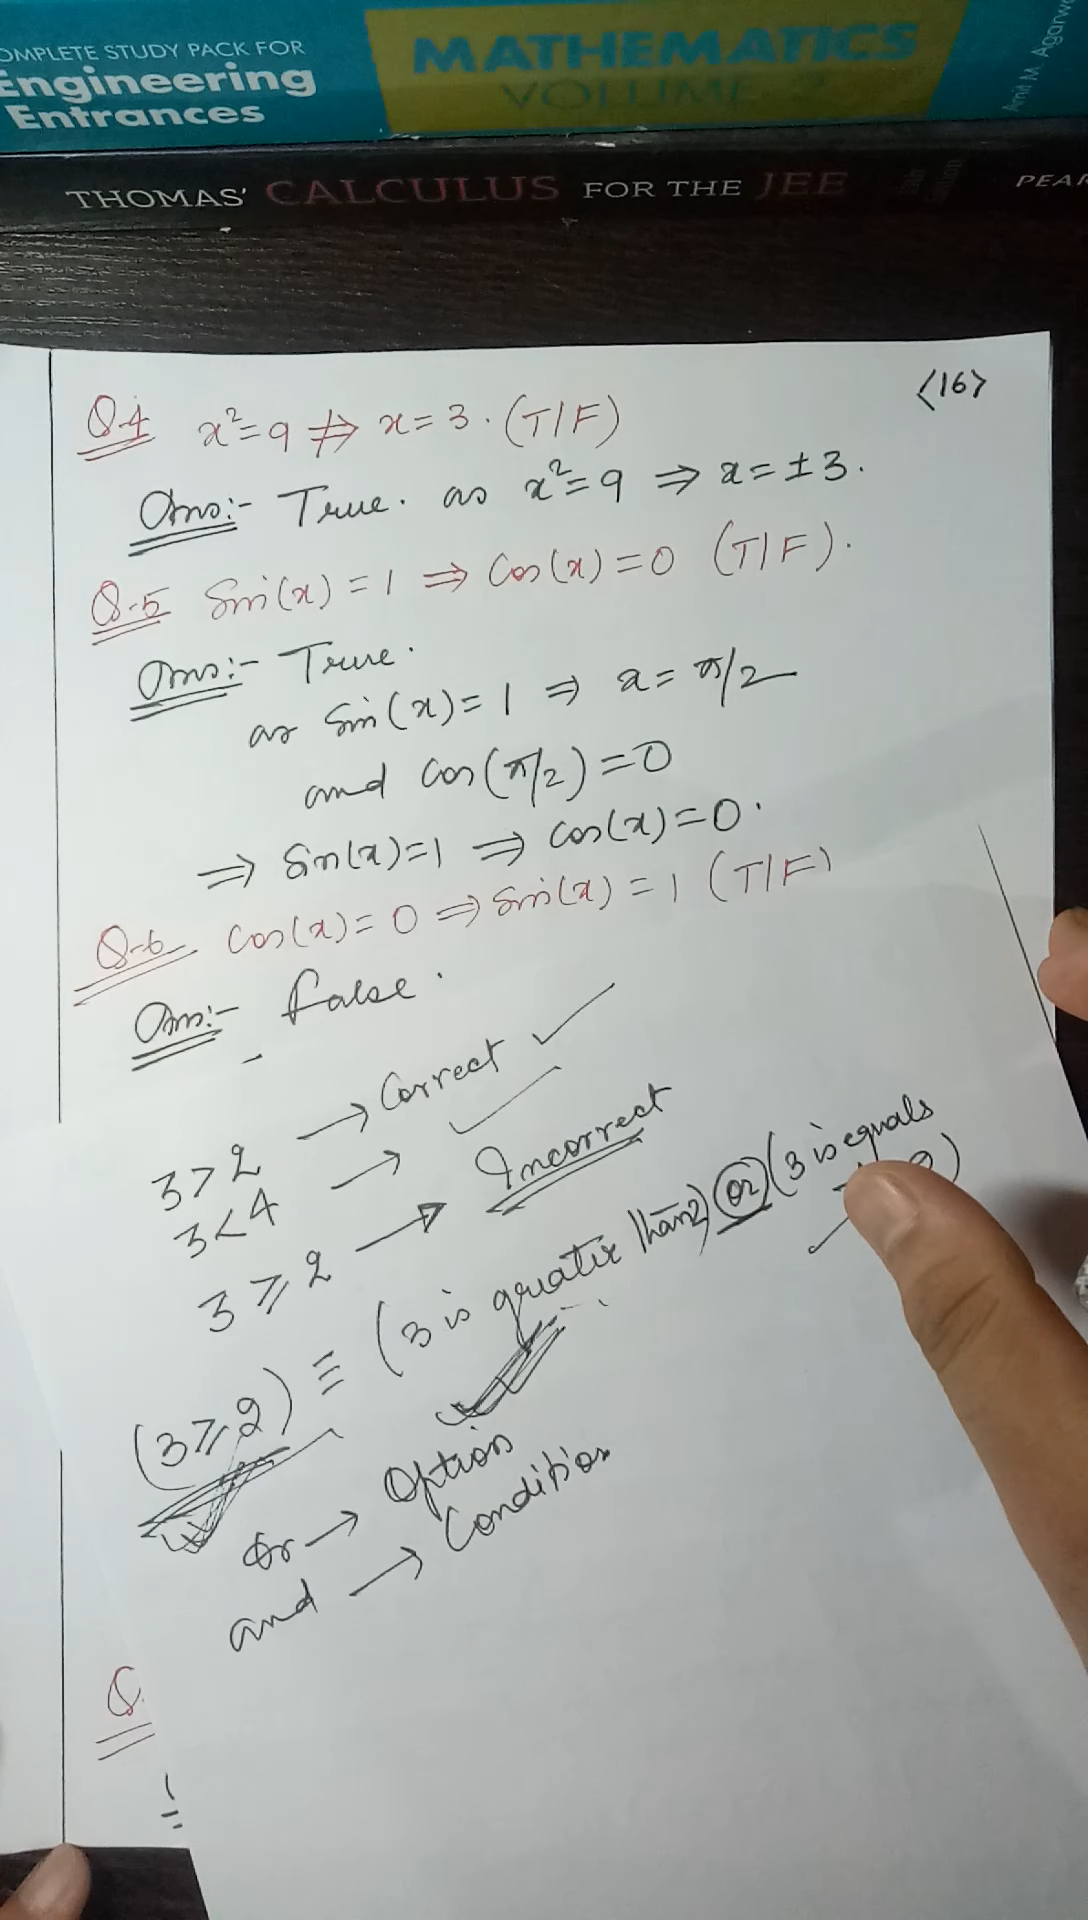 COMPLETE STUDY PACK FOR
Engineering
Entrances
MATHEMATICS
VOLUME 2
Amit M. Agarwal
THOMAS' CALCULUS FOR THE JEE
<16>
Q-4 x²=9 ⇏ x=3. (T/F)
Ans:- True. as x²=9 ⇒ x=±3.
Q-5 Sin(x)=1 ⇒ Cos(x)=0 (T/F).
Ans:- True.
as Sin(x)=1 ⇒ x=π/2
and Cos(π/2)=0
⇒ Sin(x)=1 ⇒ Cos(x)=0.
Q-6 Cos(x)=0 ⇒ Sin(x)=1 (T/F)
Ans:- False.
3>2 → Correct ✓
3<4 → ✓
3⩾2 → Incorrect
(3⩾2) ≡ (3 is greater than 2) or (3 is equals
Or → Option
and → Condition
Q.